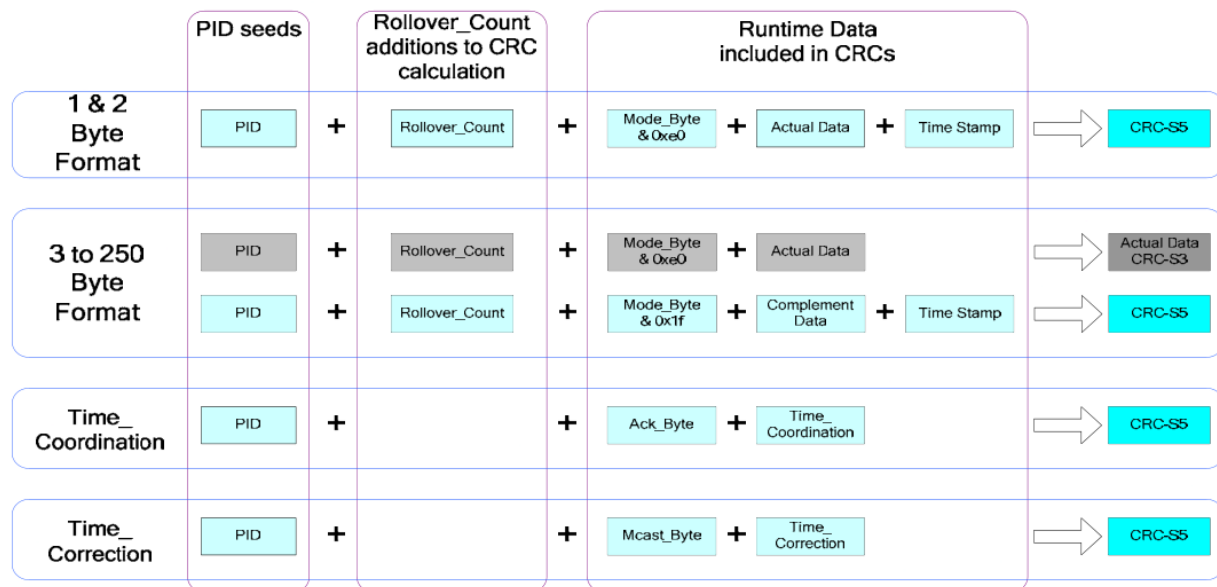 PID seeds
Rollover_Count
additions to CRC
calculation
Runtime Data
included in CRCs
1 & 2
Byte
Format
PID
+
Rollover_Count
+
Mode_Byte
& 0xe0
+
Actual Data
+
Time Stamp
CRC-S5
3 to 250
Byte
Format
PID
+
Rollover_Count
+
Mode_Byte
& 0xe0
+
Actual Data
Actual Data
CRC-S3
PID
+
Rollover_Count
+
Mode_Byte
& 0x1f
+
Complement
Data
+
Time Stamp
CRC-S5
Time_
Coordination
PID
+
+
Ack_Byte
+
Time_
Coordination
CRC-S5
Time_
Correction
PID
+
+
Mcast_Byte
+
Time_
Correction
CRC-S5